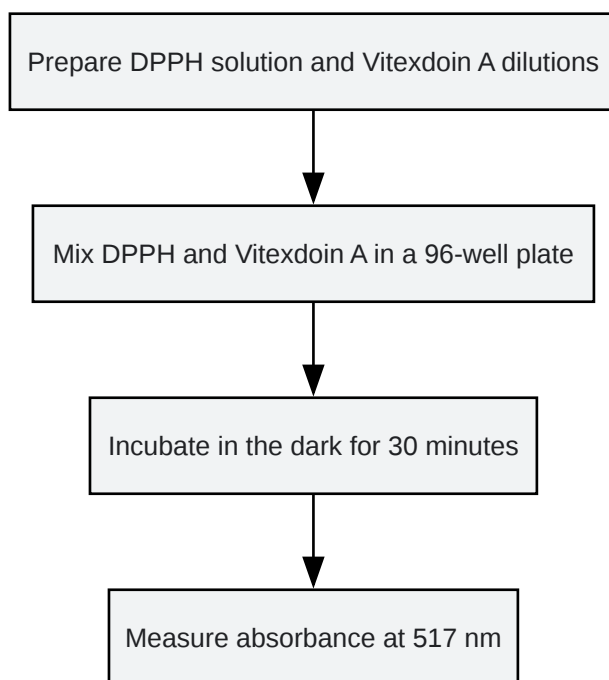 Prepare DPPH solution and Vitexdoin A dilutions
Mix DPPH and Vitexdoin A in a 96-well plate
Incubate in the dark for 30 minutes
Measure absorbance at 517 nm